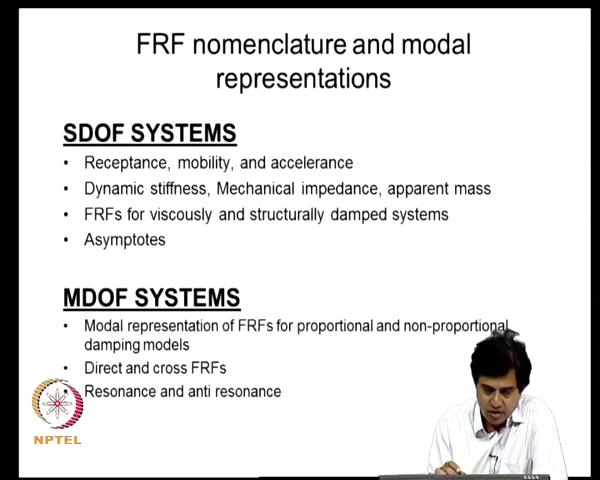 FRF nomenclature and modal
representations
SDOF SYSTEMS
• Receptance, mobility, and accelerance
• Dynamic stiffness, Mechanical impedance, apparent mass
• FRFs for viscously and structurally damped systems
• Asymptotes
MDOF SYSTEMS
• Modal representation of FRFs for proportional and non-proportional
damping models
• Direct and cross FRFs
• Resonance and anti resonance
NPTEL